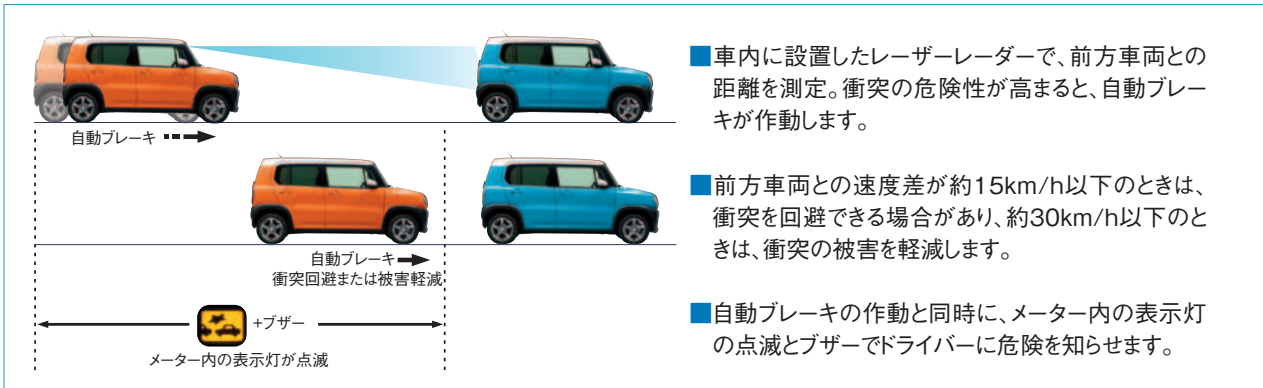 自動ブレーキ
自動ブレーキ
衝突回避または被害軽減
+ブザー
メーター内の表示灯が点滅
■車内に設置したレーザーレーダーで、前方車両との
距離を測定。衝突の危険性が高まると、自動ブレー
キが作動します。
■前方車両との速度差が約15km/h以下のときは、
衝突を回避できる場合があり、約30km/h以下のと
きは、衝突の被害を軽減します。
■自動ブレーキの作動と同時に、メーター内の表示灯
の点滅とブザーでドライバーに危険を知らせます。